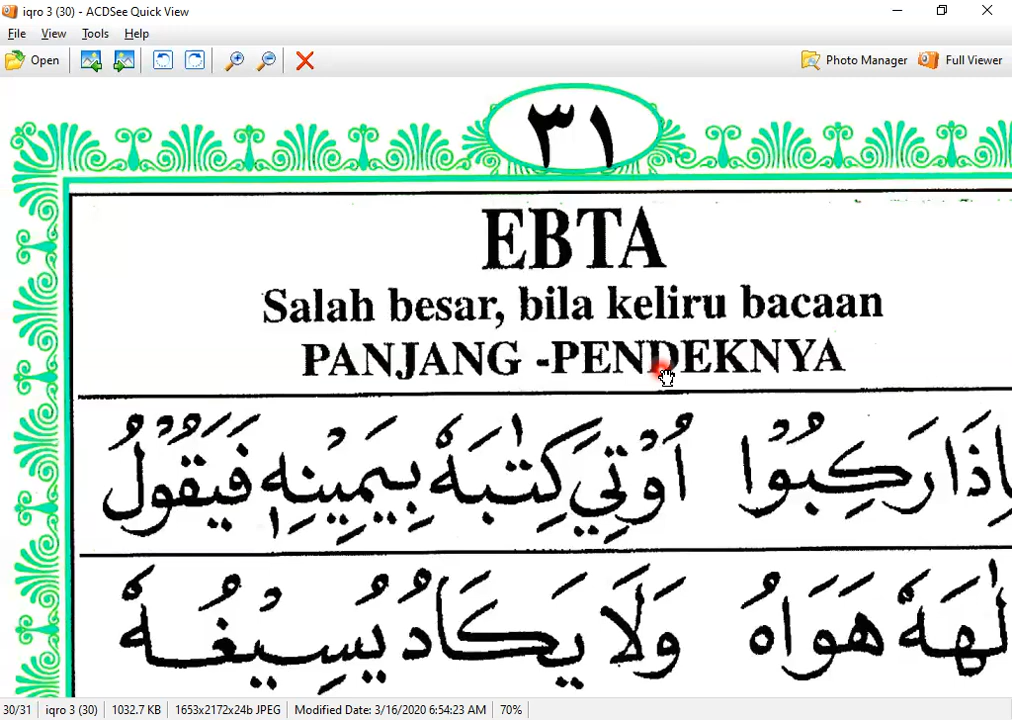 iqro 3 (30) - ACDSee Quick View
File View Tools Help
Open Photo Manager Full Viewer
٣١
EBTA
Salah besar, bila keliru bacaan
PANJANG -PENDEKNYA
اِذَا رَكِبُوْا اُوْتِيَ كِتٰبَهٗ بِيَمِيْنِهٖ فَيَقُوْلُ
لٰهَهٗ هَوَاهُ وَلَا يَكَادُ يُسِيْغُهٗ
30/31 iqro 3 (30) 1032.7 KB 1653x2172x24b JPEG Modified Date: 3/16/2020 6:54:23 AM 70%